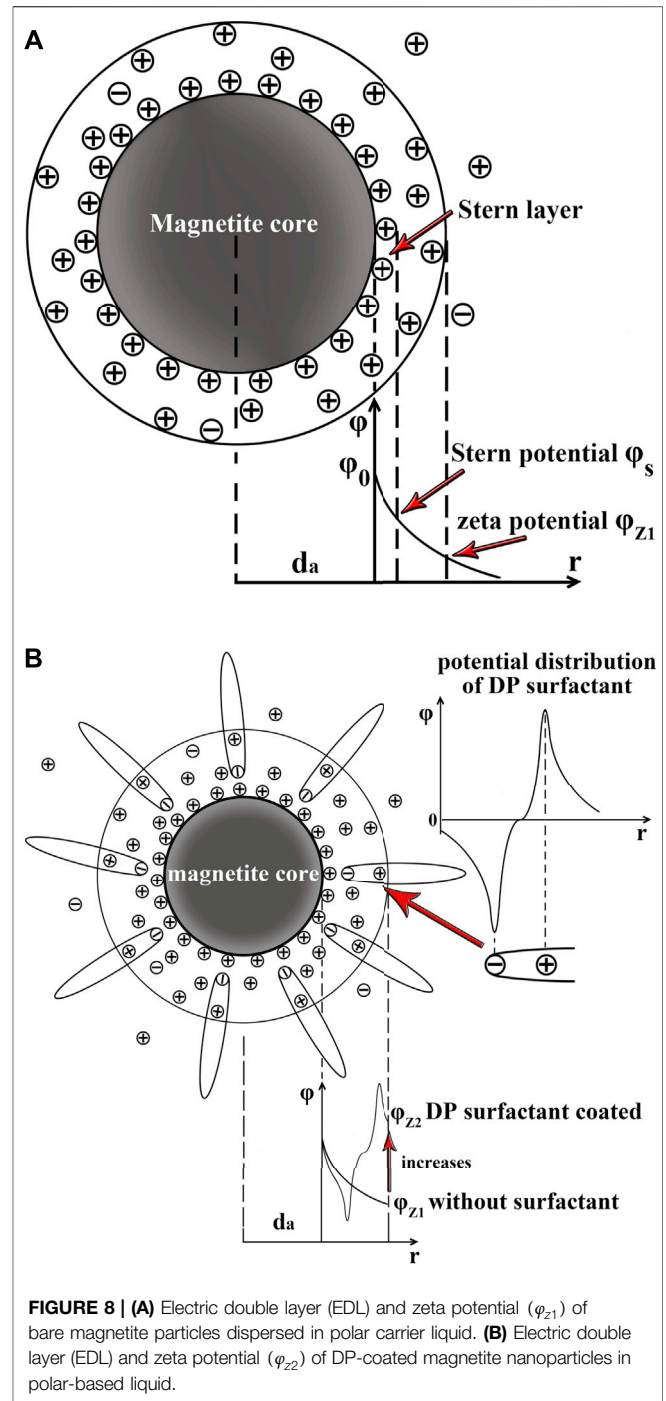 A
Magnetite core
Stern layer
φ
φ0
Stern potential φs
zeta potential φZ1
da
r
B
potential distribution
of DP surfactant
φ
0
r
magnetite core
φ
φZ2 DP surfactant coated
increases
φZ1 without surfactant
da
r
FIGURE 8 | (A) Electric double layer (EDL) and zeta potential (φz1) of
bare magnetite particles dispersed in polar carrier liquid. (B) Electric double
layer (EDL) and zeta potential (φz2) of DP-coated magnetite nanoparticles in
polar-based liquid.